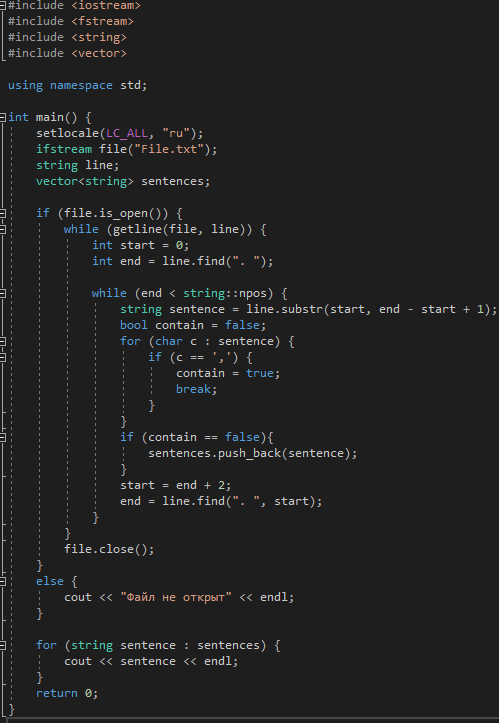 #include <iostream>
#include <fstream>
#include <string>
#include <vector>

using namespace std;

int main() {
    setlocale(LC_ALL, "ru");
    ifstream file("File.txt");
    string line;
    vector<string> sentences;

    if (file.is_open()) {
        while (getline(file, line)) {
            int start = 0;
            int end = line.find(". ");

            while (end < string::npos) {
                string sentence = line.substr(start, end - start + 1);
                bool contain = false;
                for (char c : sentence) {
                    if (c == ',') {
                        contain = true;
                        break;
                    }
                }
                if (contain == false){
                    sentences.push_back(sentence);
                }
                start = end + 2;
                end = line.find(". ", start);
            }
        }
        file.close();
    }
    else {
        cout << "Файл не открыт" << endl;
    }

    for (string sentence : sentences) {
        cout << sentence << endl;
    }
    return 0;
}